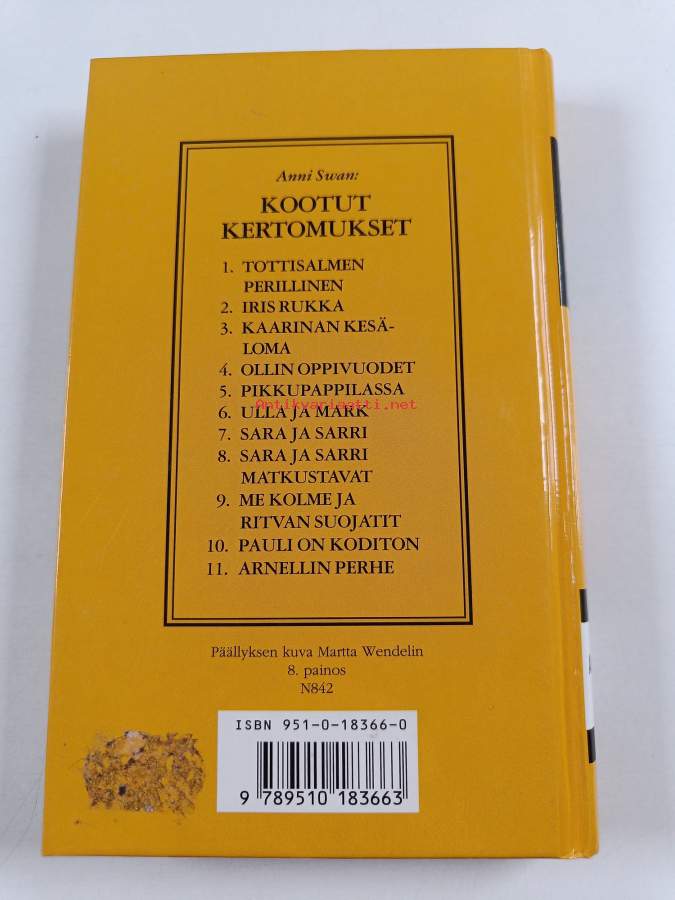 Anni Swan:
KOOTUT
KERTOMUKSET
1. TOTTISALMEN
PERILLINEN
2. IRIS RUKKA
3. KAARINAN KESÄ-
LOMA
4. OLLIN OPPIVUODET
5. PIKKUPAPPILASSA
Antikvariaatti.net
6. ULLA JA MARK
7. SARA JA SARRI
8. SARA JA SARRI
MATKUSTAVAT
9. ME KOLME JA
RITVAN SUOJATIT
10. PAULI ON KODITON
11. ARNELLIN PERHE
Päällyksen kuva Martta Wendelin
8. painos
N842
ISBN 951-0-18366-0
9 789510 183663